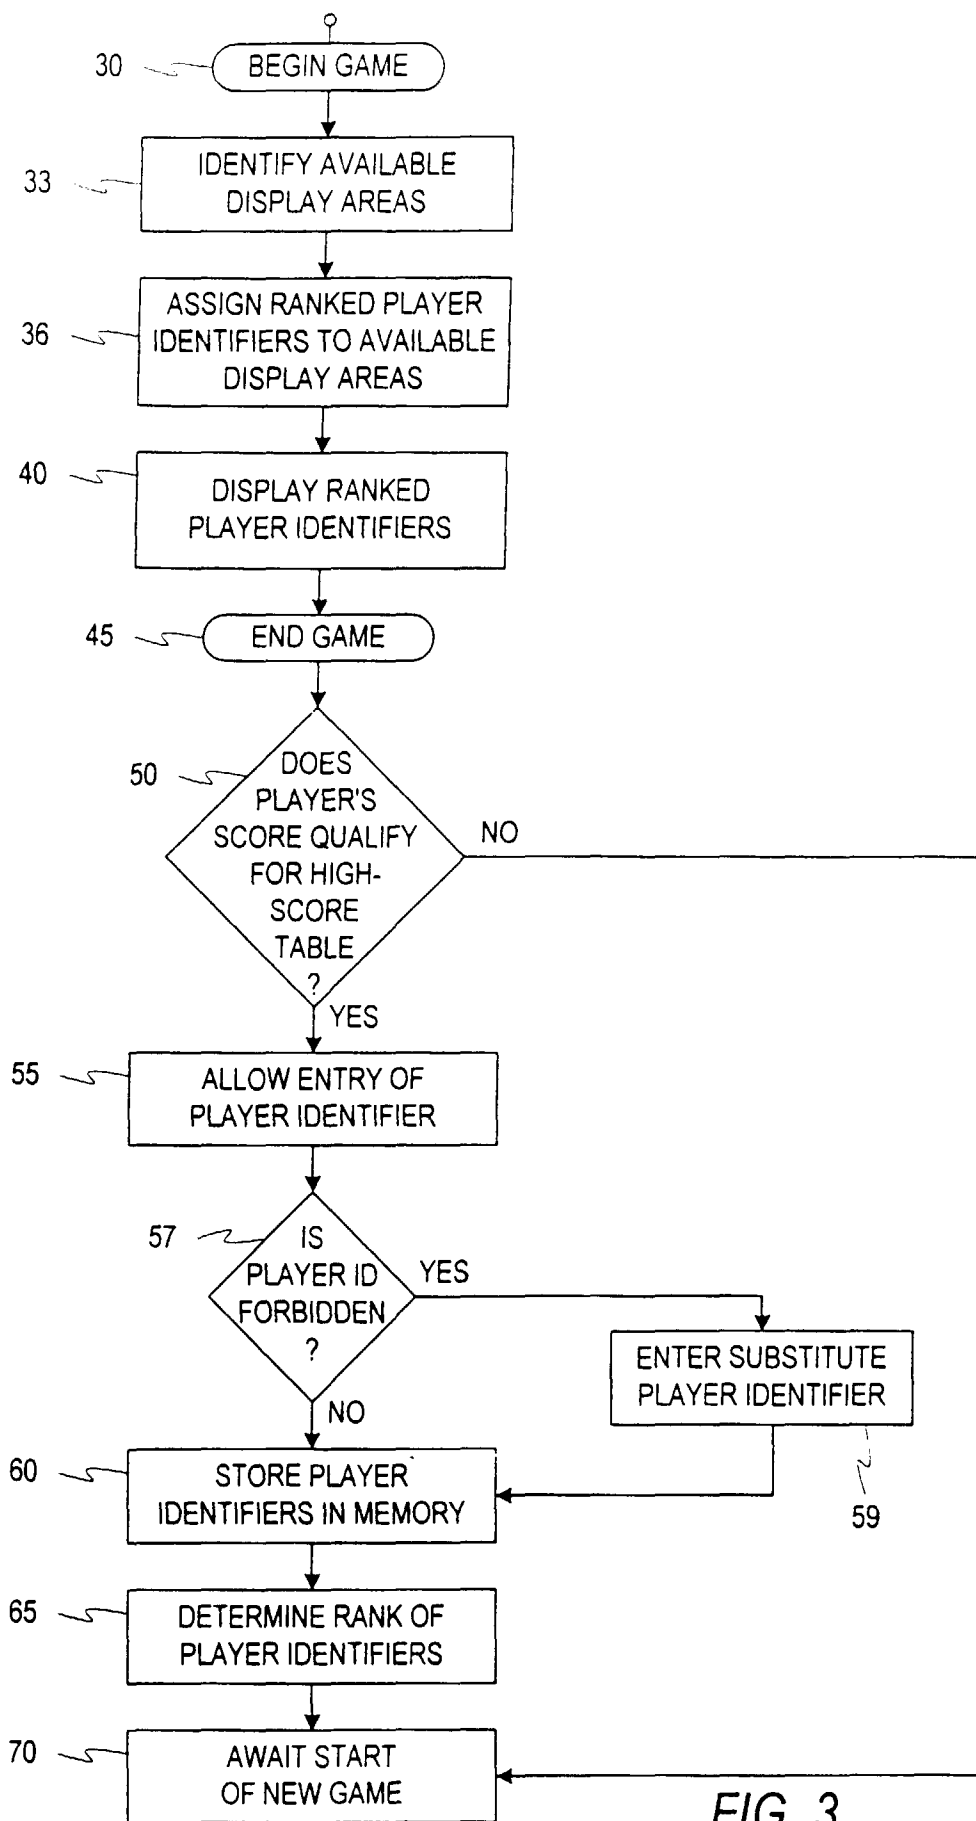 30
BEGIN GAME
33
IDENTIFY AVAILABLE
DISPLAY AREAS
36
ASSIGN RANKED PLAYER
IDENTIFIERS TO AVAILABLE
DISPLAY AREAS
40
DISPLAY RANKED
PLAYER IDENTIFIERS
45
END GAME
50
DOES
PLAYER'S
SCORE QUALIFY
FOR HIGH-
SCORE
TABLE
?
NO
YES
55
ALLOW ENTRY OF
PLAYER IDENTIFIER
57
IS
PLAYER ID
FORBIDDEN
?
YES
ENTER SUBSTITUTE
PLAYER IDENTIFIER
59
NO
60
STORE PLAYER
IDENTIFIERS IN MEMORY
65
DETERMINE RANK OF
PLAYER IDENTIFIERS
70
AWAIT START
OF NEW GAME
FIG. 3